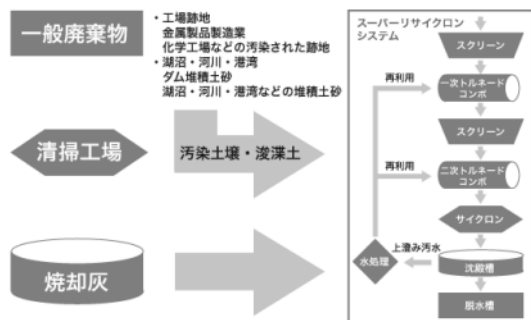 一般廃棄物
・工場跡地
金属製品製造業
化学工場などの汚染された跡地
・湖沼・河川・港湾
ダム堆積土砂
湖沼・河川・港湾などの堆積土砂
清掃工場
汚染土壌・浚渫土
焼却灰
スーパーリサイクロン
システム
スクリーン
再利用
一次トルネード
コンポ
スクリーン
再利用
二次トルネード
コンポ
サイクロン
上澄み汚水
水処理
沈殿槽
脱水槽